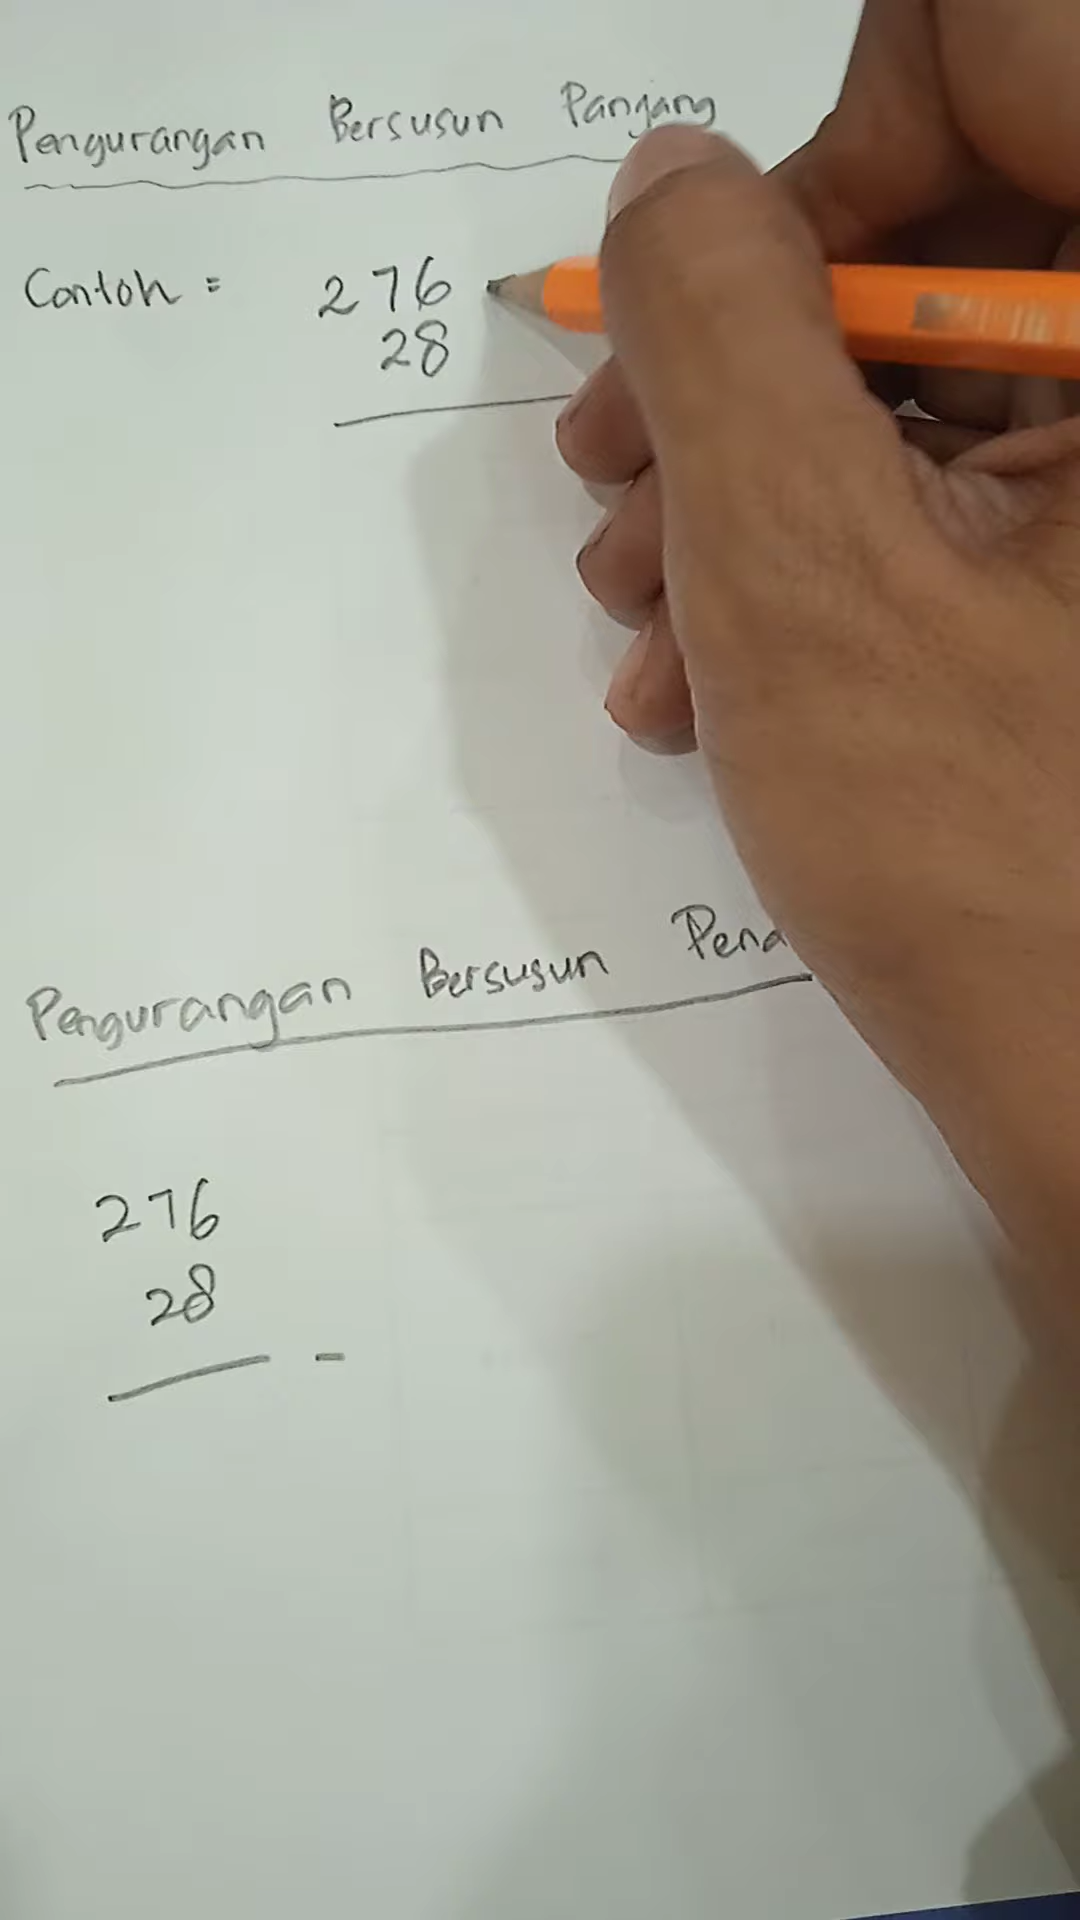 Pengurangan Bersusun Panjang
Contoh = 276
28
Pengurangan Bersusun
276
28
-